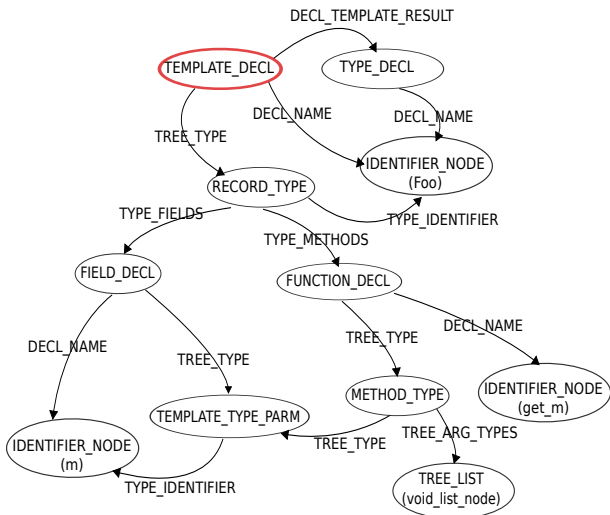 DECL_TEMPLATE_RESULT
TEMPLATE_DECL
TYPE_DECL
DECL_NAME
DECL_NAME
TREE_TYPE
IDENTIFIER_NODE
(Foo)
RECORD_TYPE
TYPE_FIELDS
TYPE_IDENTIFIER
TYPE_METHODS
FIELD_DECL
FUNCTION_DECL
DECL_NAME
TREE_TYPE
TREE_TYPE
DECL_NAME
METHOD_TYPE
IDENTIFIER_NODE
(get_m)
TEMPLATE_TYPE_PARM
TREE_ARG_TYPES
IDENTIFIER_NODE
(m)
TREE_TYPE
TYPE_IDENTIFIER
TREE_LIST
(void_list_node)